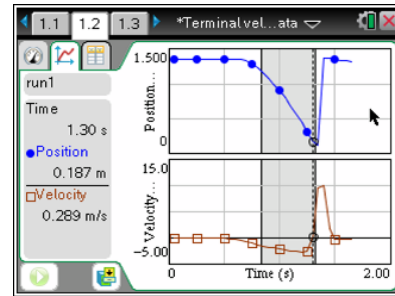 1.1 1.2 1.3 *Terminal vel...ata
run1
Time
1.30 s
Position
0.187 m
Velocity
0.289 m/s
1.500
Position...
0
15.0
Velocity...
-5.00
0 Time (s) 2.00